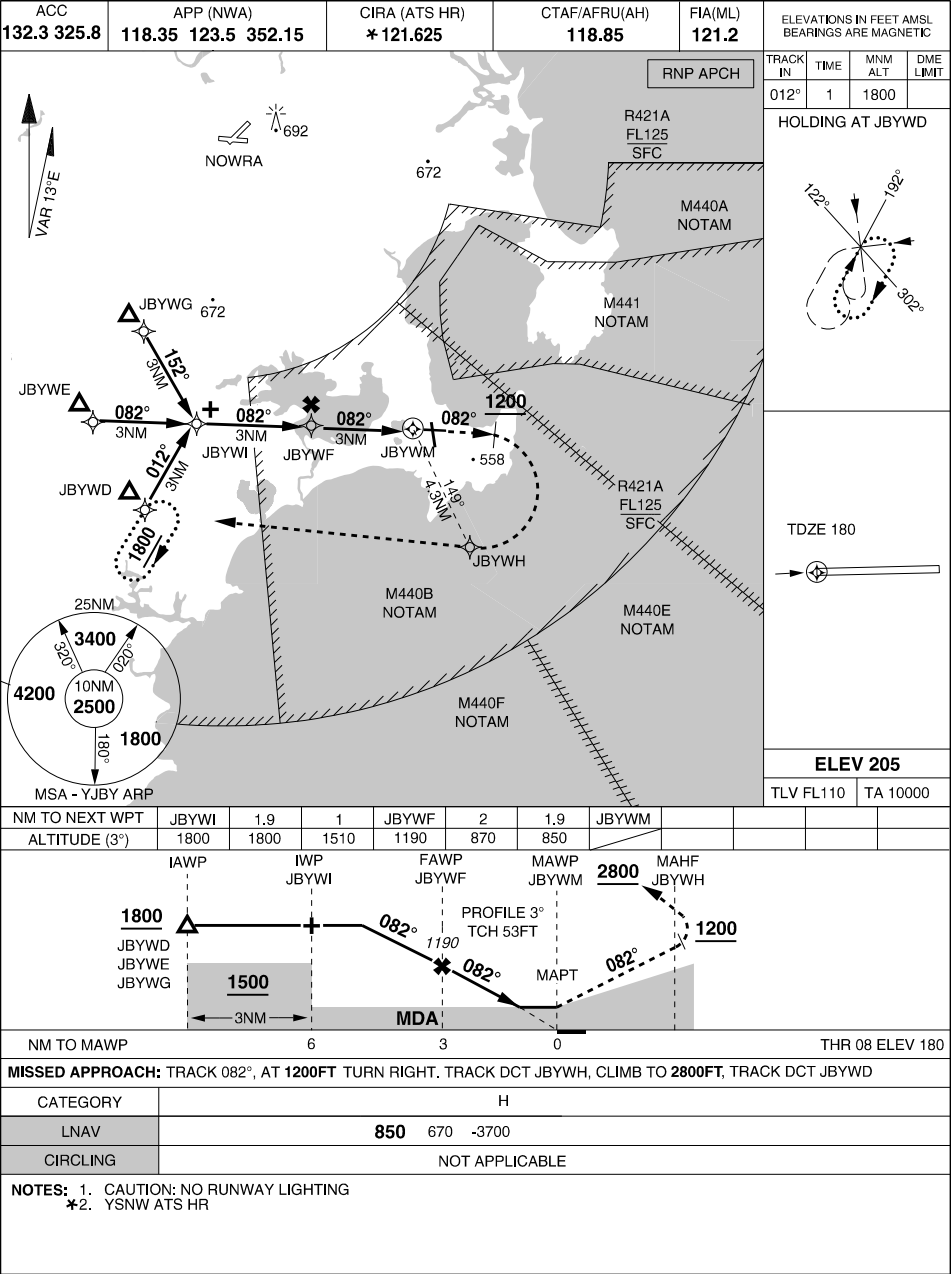 ACC
132.3 325.8
APP (NWA)
118.35 123.5 352.15
CIRA (ATS HR)
*121.625
CTAF/AFRU(AH)
118.85
FIA(ML)
121.2
ELEVATIONS IN FEET AMSL
BEARINGS ARE MAGNETIC
RNP APCH
TRACK IN
TIME
MNM ALT
DME LIMIT
012°
1
1800
HOLDING AT JBYWD
122°
192°
302°
VAR 13°E
692
NOWRA
672
R421A
FL125
SFC
M440A
NOTAM
M441
NOTAM
JBYWG
672
152°
3NM
JBYWE
082°
3NM
JBYWI
082°
3NM
JBYWF
082°
3NM
JBYWM
082°
1200
558
012°
3NM
JBYWD
1800
149°
4.3NM
JBYWH
R421A
FL125
SFC
M440B
NOTAM
M440E
NOTAM
M440F
NOTAM
TDZE 180
25NM
3400
320°
020°
4200
10NM
2500
1800
180°
MSA - YJBY ARP
ELEV 205
TLV FL110
TA 10000
NM TO NEXT WPT JBYWI 1.9 1 JBYWF 2 1.9 JBYWM
ALTITUDE (3°) 1800 1800 1510 1190 870 850
IAWP
IWP
JBYWI
FAWP
JBYWF
MAWP
JBYWM
MAHF
JBYWH
2800
1800
JBYWD
JBYWE
JBYWG
082°
1190
PROFILE 3°
TCH 53FT
082°
MAPT
082°
1200
1500
3NM
MDA
NM TO MAWP 6 3 0 THR 08 ELEV 180
MISSED APPROACH: TRACK 082°, AT 1200FT TURN RIGHT. TRACK DCT JBYWH, CLIMB TO 2800FT, TRACK DCT JBYWD
CATEGORY H
LNAV 850 670 -3700
CIRCLING NOT APPLICABLE
NOTES: 1. CAUTION: NO RUNWAY LIGHTING
*2. YSNW ATS HR